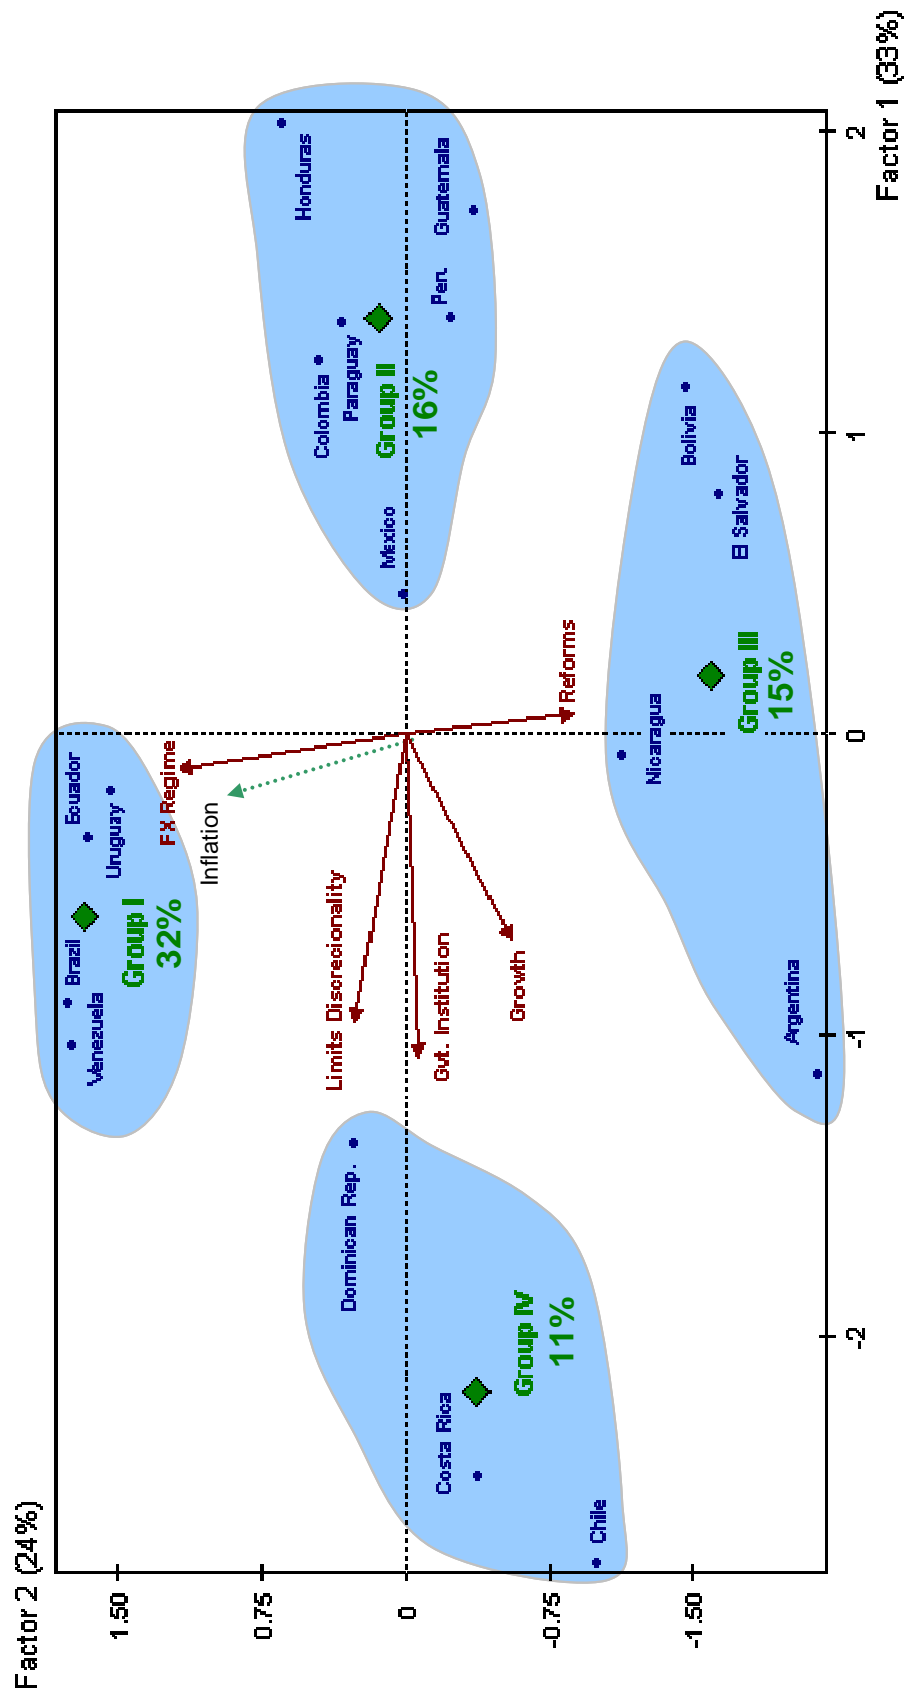 Factor 2 (24%)
1.50
0.75
0
-0.75
-1.50
Venezuela
Brazil
Ecuador
Uruguay
Group I
32%
FX Regime
Inflation
Honduras
Colombia
Paraguay
Group II
16%
Mexico
Peru
Guatemala
Limits Discrecionality
Gvt. Institution
Growth
Reforms
Dominican Rep.
Costa Rica
Group IV
11%
Chile
Nicaragua
Bolivia
El Salvador
Group III
15%
Argentina
-2
-1
0
1
2
Factor 1 (33%)